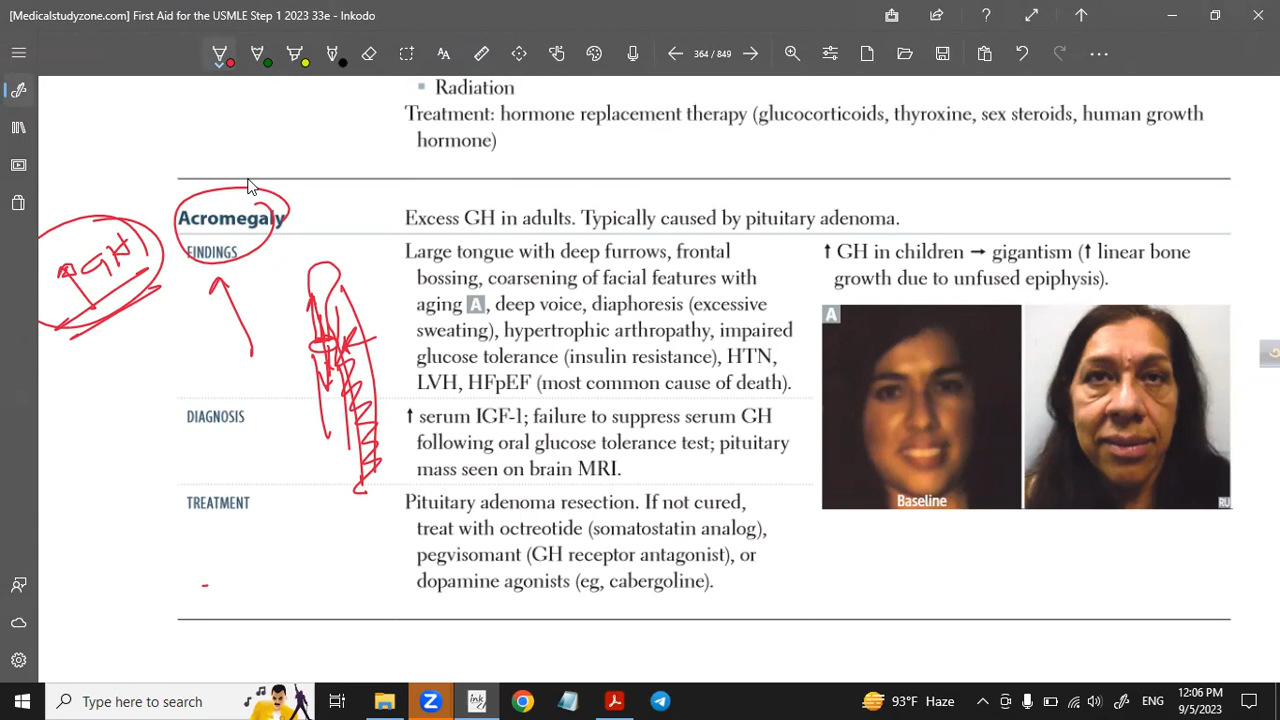 [Medicalstudyzone.com] First Aid for the USMLE Step 1 2023 33e - Inkodo
364 / 849
Radiation
Treatment: hormone replacement therapy (glucocorticoids, thyroxine, sex steroids, human growth
hormone)
Acromegaly
Excess GH in adults. Typically caused by pituitary adenoma.
GH
FINDINGS
Large tongue with deep furrows, frontal
bossing, coarsening of facial features with
aging A, deep voice, diaphoresis (excessive
sweating), hypertrophic arthropathy, impaired
glucose tolerance (insulin resistance), HTN,
LVH, HFpEF (most common cause of death).
↑ GH in children → gigantism (↑ linear bone
growth due to unfused epiphysis).
A
Baseline
RU
DIAGNOSIS
↑ serum IGF-1; failure to suppress serum GH
following oral glucose tolerance test; pituitary
mass seen on brain MRI.
TREATMENT
Pituitary adenoma resection. If not cured,
treat with octreotide (somatostatin analog),
pegvisomant (GH receptor antagonist), or
dopamine agonists (eg, cabergoline).
Type here to search
93°F Haze
ENG
12:06 PM
9/5/2023